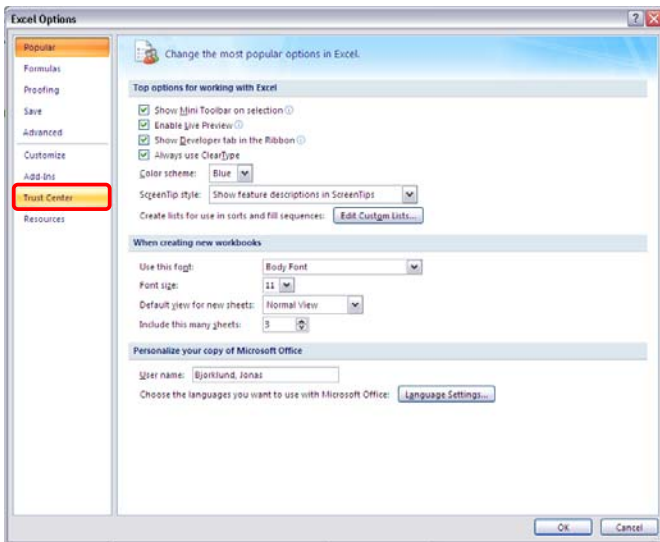 Excel Options
Popular
Formulas
Proofing
Save
Advanced
Customize
Add-Ins
Trust Center
Resources
Change the most popular options in Excel.
Top options for working with Excel
Show Mini Toolbar on selection
Enable Live Preview
Show Developer tab in the Ribbon
Always use ClearType
Color scheme: Blue
ScreenTip style: Show feature descriptions in ScreenTips
Create lists for use in sorts and fill sequences: Edit Custom Lists...
When creating new workbooks
Use this font: Body Font
Font size: 11
Default view for new sheets: Normal View
Include this many sheets: 3
Personalize your copy of Microsoft Office
User name: Bjorklund, Jonas
Choose the languages you want to use with Microsoft Office: Language Settings...
OK Cancel